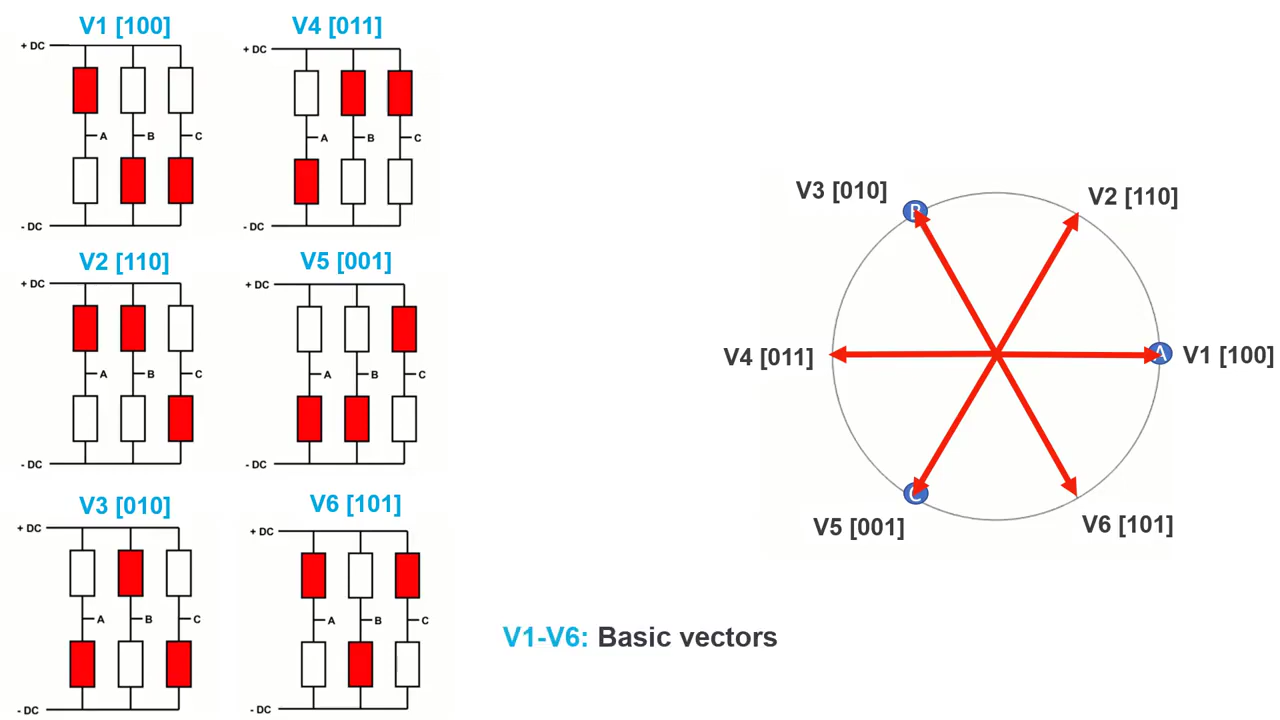 V1 [100]
+ DC
A
B
C
- DC
V4 [011]
+ DC
A
B
C
- DC
V2 [110]
+ DC
A
B
C
- DC
V5 [001]
+ DC
A
B
C
- DC
V3 [010]
+ DC
A
B
C
- DC
V6 [101]
+ DC
A
B
C
- DC
V3 [010]
B
V2 [110]
V4 [011]
A
V1 [100]
C
V5 [001]
V6 [101]
V1-V6: Basic vectors